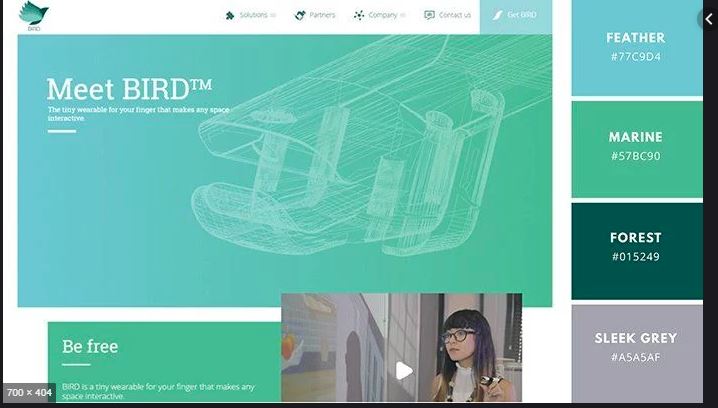 BIRD
Solutions
Partners
Company
Contact us
Get BIRD
Meet BIRD™
The tiny wearable for your finger that makes any space
interactive.
Be free
BIRD is a tiny wearable for your finger that makes any
space interactive.
FEATHER
#77C9D4
MARINE
#57BC90
FOREST
#015249
SLEEK GREY
#A5A5AF
700 × 404